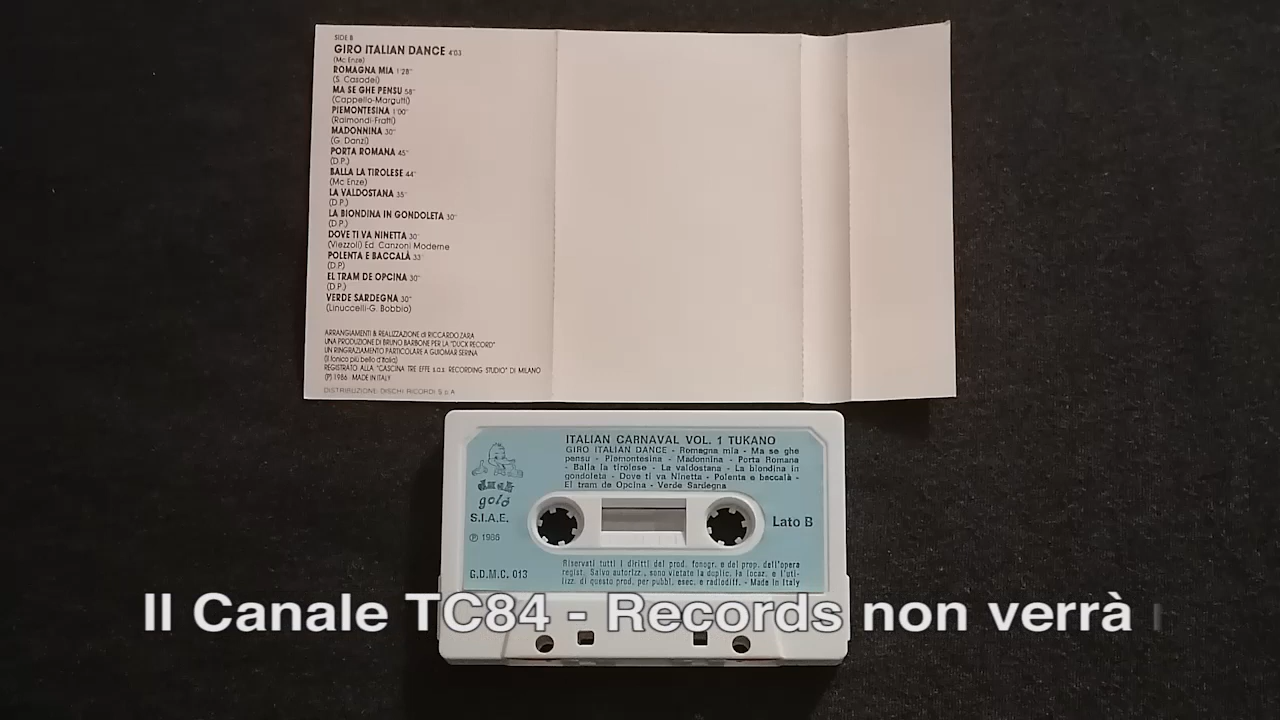 SIDE B
GIRO ITALIAN DANCE 4'03
(Mc Enze)
ROMAGNA MIA 1'28"
(S. Casadei)
MA SE GHE PENSU 58"
(Cappello-Margutti)
PIEMONTESINA 1'00"
(Raimondi-Fratti)
MADONNINA 30"
(G. Danzi)
PORTA ROMANA 45"
(D.P.)
BALLA LA TIROLESE 44"
(Mc Enze)
LA VALDOSTANA 35"
(D.P.)
LA BIONDINA IN GONDOLETA 30"
(D.P.)
DOVE TI VA NINETTA 30"
(Viezzoli) Ed. Canzoni Moderne
POLENTA E BACCALÀ 33"
(D.P)
EL TRAM DE OPCINA 30"
(D.P.)
VERDE SARDEGNA 30"
(Linuccelli-G. Bobbio)
ARRANGIAMENTI & REALIZZAZIONE di RICCARDO ZARA
UNA PRODUZIONE DI BRUNO BARBONE PER LA "DUCK RECORD"
UN RINGRAZIAMENTO PARTICOLARE A GUIOMAR SERINA
(Il fonico più bello d'Italia)
REGISTRATO ALLA "CASCINA TRE EFFE s.a.s. RECORDING STUDIO" DI MILANO
(P) 1986 MADE IN ITALY
DISTRIBUZIONE: DISCHI RICORDI S.p.A.
ITALIAN CARNAVAL VOL. 1 TUKANO
GIRO ITALIAN DANCE - Romagna mia - Ma se ghe
pensu - Piemontesina - Madonnina - Porta Romana
- Balla la tirolese - La valdostana - La biondina in
gondoleta - Dove ti va Ninetta - Polenta e baccalà -
El tram de Opcina - Verde Sardegna
duck
gold
S.I.A.E.
Lato B
℗ 1986
G.D.M.C. 013
Riservati tutti i diritti del prod. fonogr. e del prop. dell'opera
regist. Salvo autorizz., sono vietate la duplic. la locaz. e l'uti-
lizz. di questo prod. per pubbl. esec. e radiodiff. - Made in Italy
Il Canale TC84 - Records non verrà